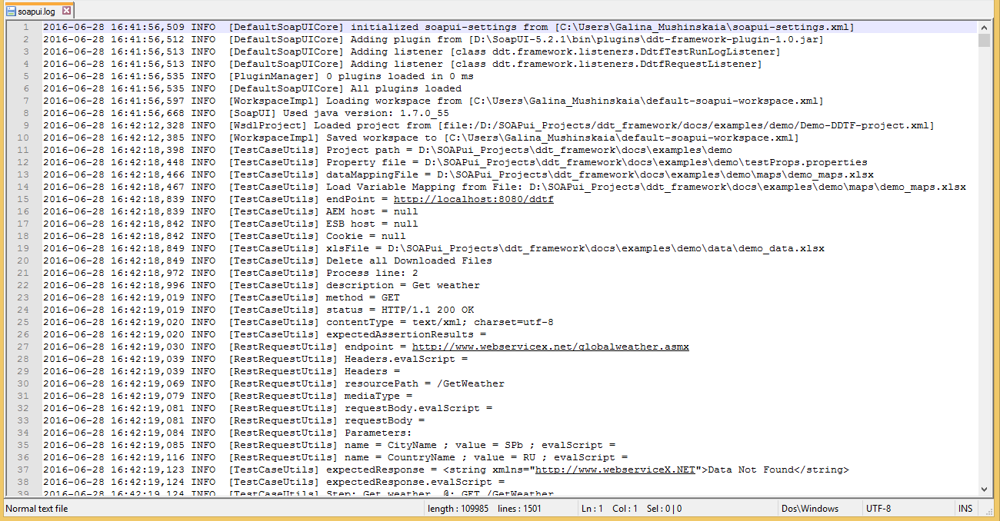 soapui.log
1 2016-06-28 16:41:56,509 INFO [DefaultSoapUICore] initialized soapui-settings from [C:\Users\Galina_Mushinskaia\soapui-settings.xml]
2 2016-06-28 16:41:56,512 INFO [DefaultSoapUICore] Adding plugin from [D:\SoapUI-5.2.1\bin\plugins\ddt-framework-plugin-1.0.jar]
3 2016-06-28 16:41:56,513 INFO [DefaultSoapUICore] Adding listener [class ddt.framework.listeners.DdtfTestRunLogListener]
4 2016-06-28 16:41:56,513 INFO [DefaultSoapUICore] Adding listener [class ddt.framework.listeners.DdtfRequestListener]
5 2016-06-28 16:41:56,535 INFO [PluginManager] 0 plugins loaded in 0 ms
6 2016-06-28 16:41:56,535 INFO [DefaultSoapUICore] All plugins loaded
7 2016-06-28 16:41:56,597 INFO [WorkspaceImpl] Loading workspace from [C:\Users\Galina_Mushinskaia\default-soapui-workspace.xml]
8 2016-06-28 16:41:56,668 INFO [SoapUI] Used java version: 1.7.0_55
9 2016-06-28 16:42:12,328 INFO [WsdlProject] Loaded project from [file:/D:/SOAPui_Projects/ddt_framework/docs/examples/demo/Demo-DDTF-project.xml]
10 2016-06-28 16:42:12,385 INFO [WorkspaceImpl] Saved workspace to [C:\Users\Galina_Mushinskaia\default-soapui-workspace.xml]
11 2016-06-28 16:42:18,398 INFO [TestCaseUtils] Project path = D:\SOAPui_Projects\ddt_framework\docs\examples\demo
12 2016-06-28 16:42:18,448 INFO [TestCaseUtils] Property file = D:\SOAPui_Projects\ddt_framework\docs\examples\demo\testProps.properties
13 2016-06-28 16:42:18,466 INFO [TestCaseUtils] dataMappingFile = D:\SOAPui_Projects\ddt_framework\docs\examples\demo\maps\demo_maps.xlsx
14 2016-06-28 16:42:18,467 INFO [TestCaseUtils] Load Variable Mapping from File: D:\SOAPui_Projects\ddt_framework\docs\examples\demo\maps\demo_maps.xlsx
15 2016-06-28 16:42:18,839 INFO [TestCaseUtils] endPoint = http://localhost:8080/ddtf
16 2016-06-28 16:42:18,839 INFO [TestCaseUtils] AEM host = null
17 2016-06-28 16:42:18,842 INFO [TestCaseUtils] ESB host = null
18 2016-06-28 16:42:18,842 INFO [TestCaseUtils] Cookie = null
19 2016-06-28 16:42:18,849 INFO [TestCaseUtils] xlsFile = D:\SOAPui_Projects\ddt_framework\docs\examples\demo\data\demo_data.xlsx
20 2016-06-28 16:42:18,849 INFO [TestCaseUtils] Delete all Downloaded Files
21 2016-06-28 16:42:18,972 INFO [TestCaseUtils] Process line: 2
22 2016-06-28 16:42:18,996 INFO [TestCaseUtils] description = Get weather
23 2016-06-28 16:42:19,019 INFO [TestCaseUtils] method = GET
24 2016-06-28 16:42:19,019 INFO [TestCaseUtils] status = HTTP/1.1 200 OK
25 2016-06-28 16:42:19,020 INFO [TestCaseUtils] contentType = text/xml; charset=utf-8
26 2016-06-28 16:42:19,020 INFO [TestCaseUtils] expectedAssertionResults =
27 2016-06-28 16:42:19,030 INFO [RestRequestUtils] endpoint = http://www.webservicex.net/globalweather.asmx
28 2016-06-28 16:42:19,039 INFO [RestRequestUtils] Headers.evalScript =
29 2016-06-28 16:42:19,039 INFO [RestRequestUtils] Headers =
30 2016-06-28 16:42:19,069 INFO [RestRequestUtils] resourcePath = /GetWeather
31 2016-06-28 16:42:19,079 INFO [RestRequestUtils] mediaType =
32 2016-06-28 16:42:19,081 INFO [RestRequestUtils] requestBody.evalScript =
33 2016-06-28 16:42:19,081 INFO [RestRequestUtils] requestBody =
34 2016-06-28 16:42:19,084 INFO [RestRequestUtils] Parameters:
35 2016-06-28 16:42:19,085 INFO [RestRequestUtils] name = CityName ; value = SPb ; evalScript =
36 2016-06-28 16:42:19,116 INFO [RestRequestUtils] name = CountryName ; value = RU ; evalScript =
37 2016-06-28 16:42:19,123 INFO [TestCaseUtils] expectedResponse = <string xmlns="http://www.webserviceX.NET">Data Not Found</string>
38 2016-06-28 16:42:19,124 INFO [TestCaseUtils] expectedResponse.evalScript =
39 2016-06-28 16:42:19,124 INFO [TestCaseUtils] Step: Get weather @: GET /GetWeather
Normal text file length : 109985 lines : 1501 Ln : 1 Col : 1 Sel : 0 | 0 Dos\Windows UTF-8 INS